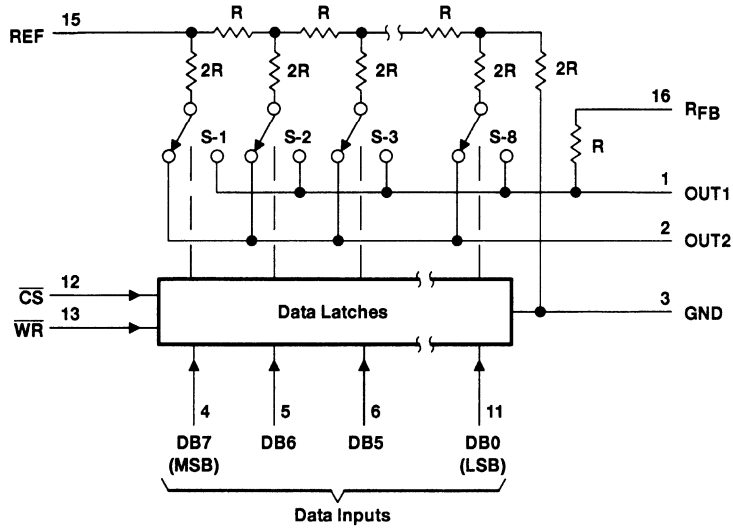 REF 15 R R R
2R 2R 2R 2R 2R
16 RFB
S-1 S-2 S-3 S-8 R
1 OUT1
2 OUT2
CS 12
Data Latches
3 GND
WR 13
4 5 6 11
DB7 DB6 DB5 DB0
(MSB) (LSB)
Data Inputs